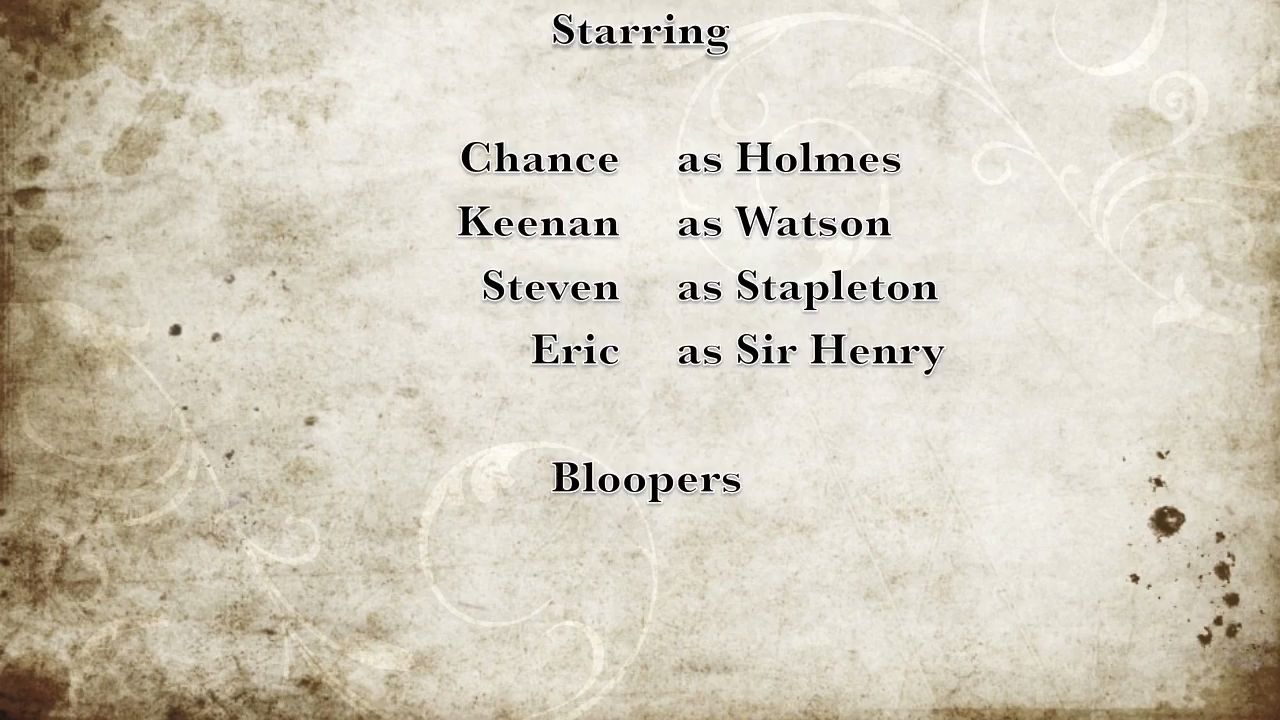 Starring
Chance as Holmes
Keenan as Watson
Steven as Stapleton
Eric as Sir Henry
Bloopers